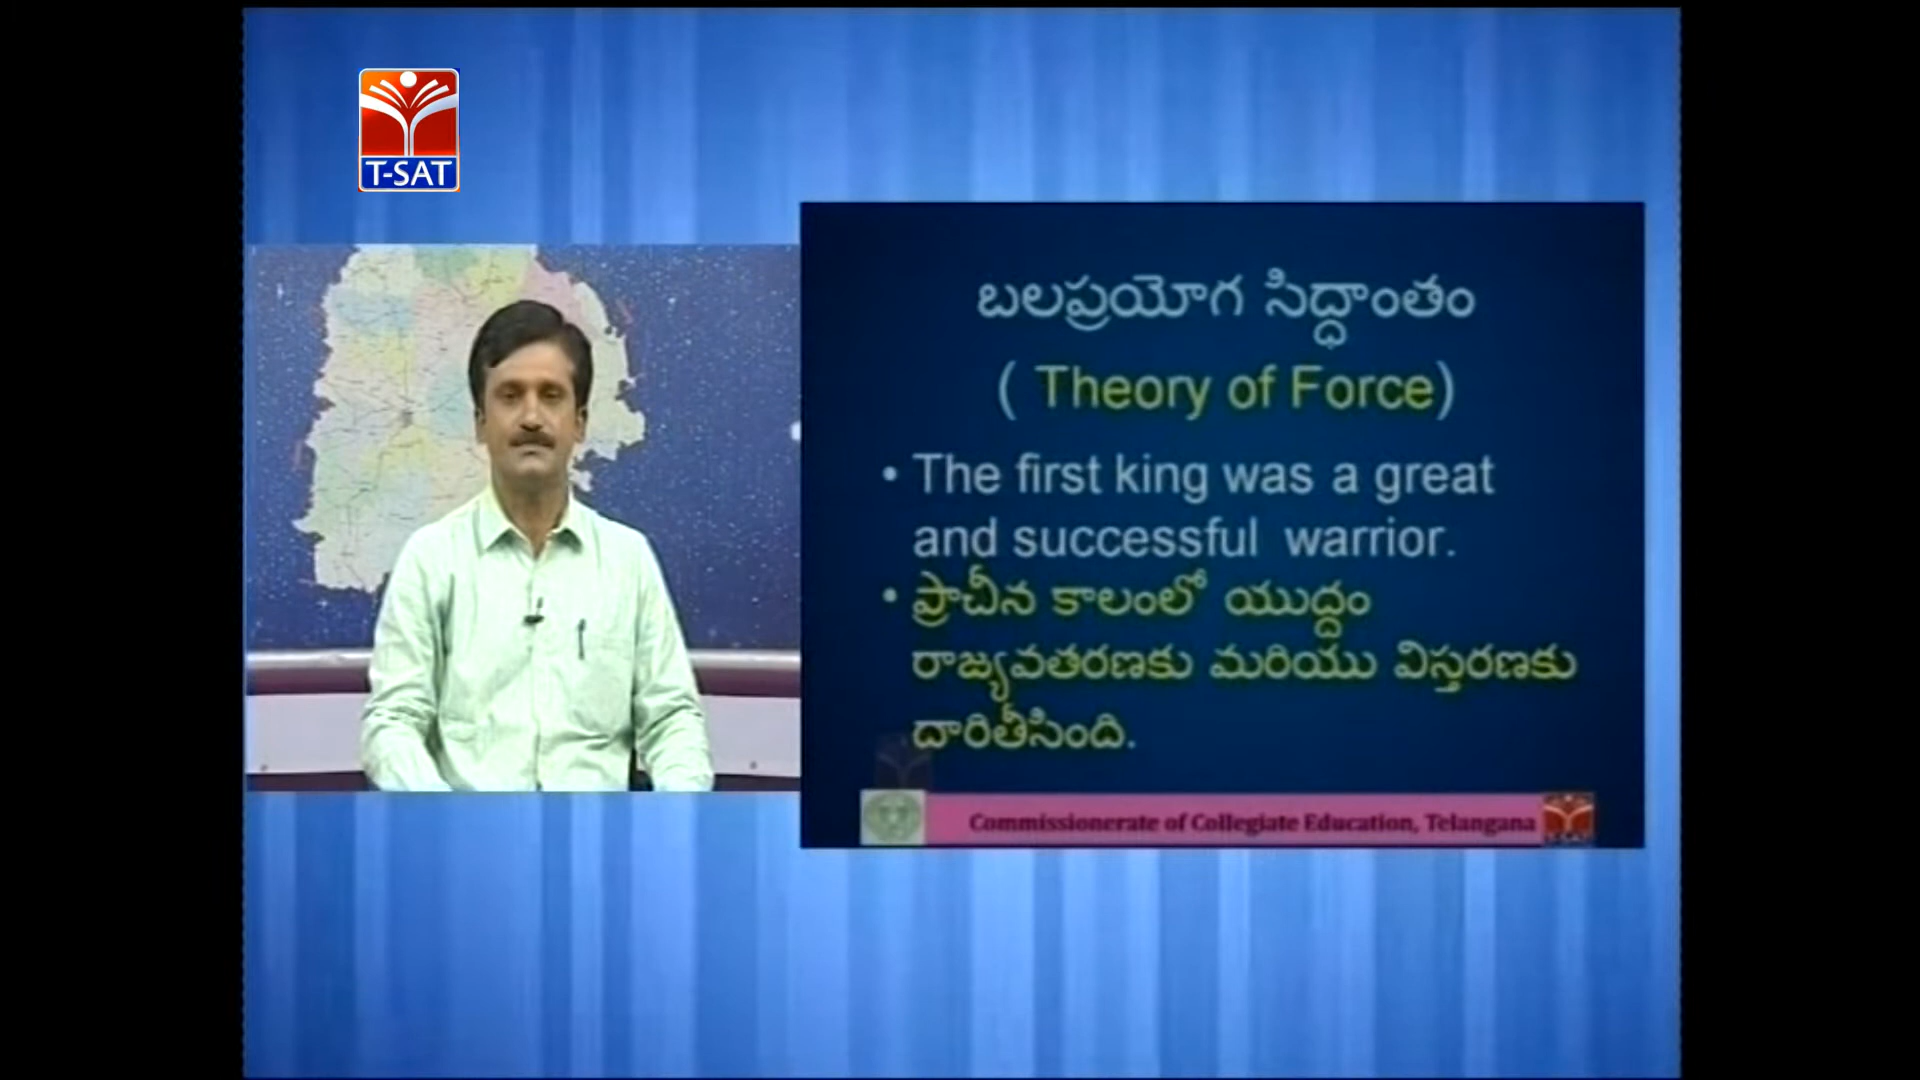 T-SAT
బలప్రయోగ సిద్ధాంతం
( Theory of Force)
• The first king was a great
and successful warrior.
• ప్రాచీన కాలంలో యుద్దం
రాజ్యవతరణకు మరియు విస్తరణకు
దారితీసింది.
Commissionerate of Collegiate Education, Telangana